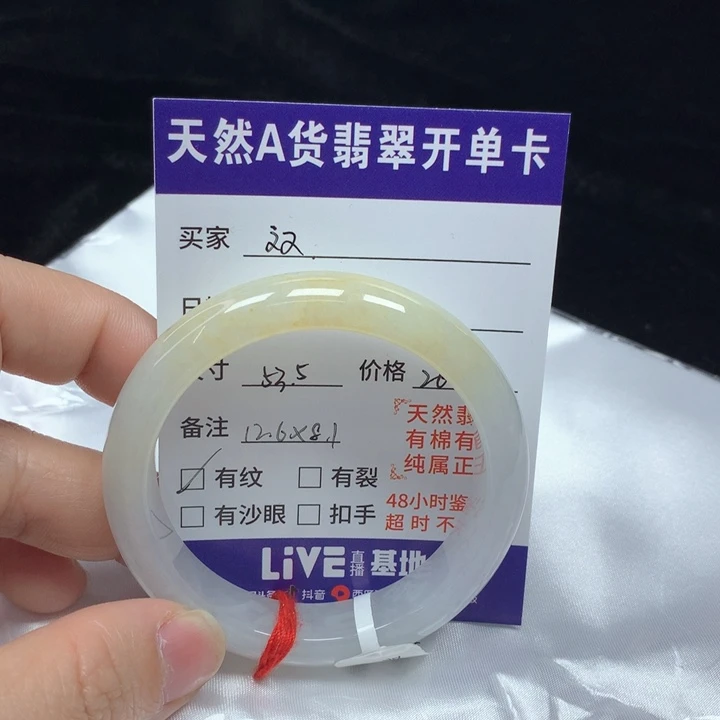 天然A货翡翠开单卡
买家 汉
寸 53.5 价格 20
备注 12.6x8.1
天然翡
有棉有
纯属正
有纹 有裂
有沙眼 扣手
48小时鉴
超时不
LiVE 直播 基地
抖音